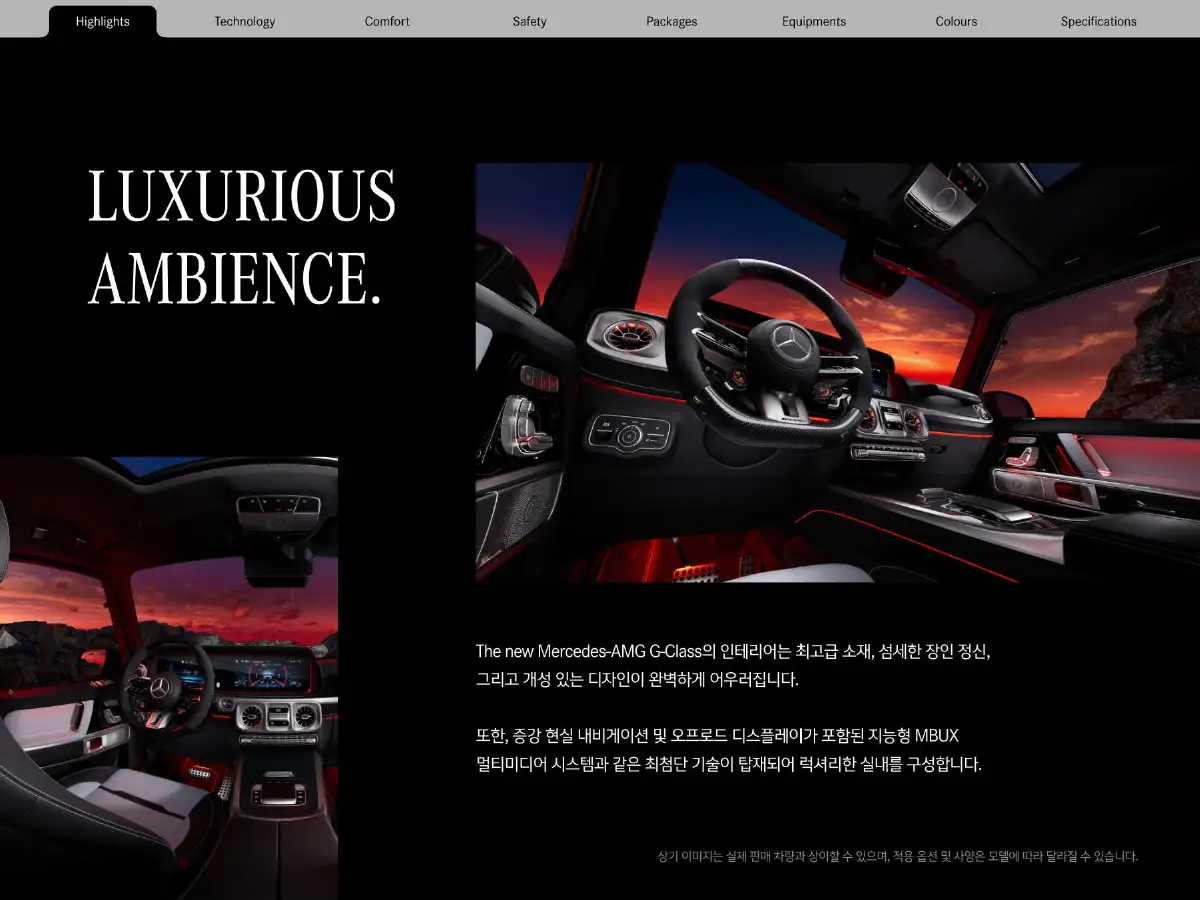 Highlights
Technology
Comfort
Safety
Packages
Equipments
Colours
Specifications
LUXURIOUS
AMBIENCE.
The new Mercedes-AMG G-Class의 인테리어는 최고급 소재, 섬세한 장인 정신,
그리고 개성 있는 디자인이 완벽하게 어우러집니다.
또한, 증강 현실 내비게이션 및 오프로드 디스플레이가 포함된 지능형 MBUX
멀티미디어 시스템과 같은 최첨단 기술이 탑재되어 럭셔리한 실내를 구성합니다.
상기 이미지는 실제 판매 차량과 상이할 수 있으며, 적용 옵션 및 사양은 모델에 따라 달라질 수 있습니다.